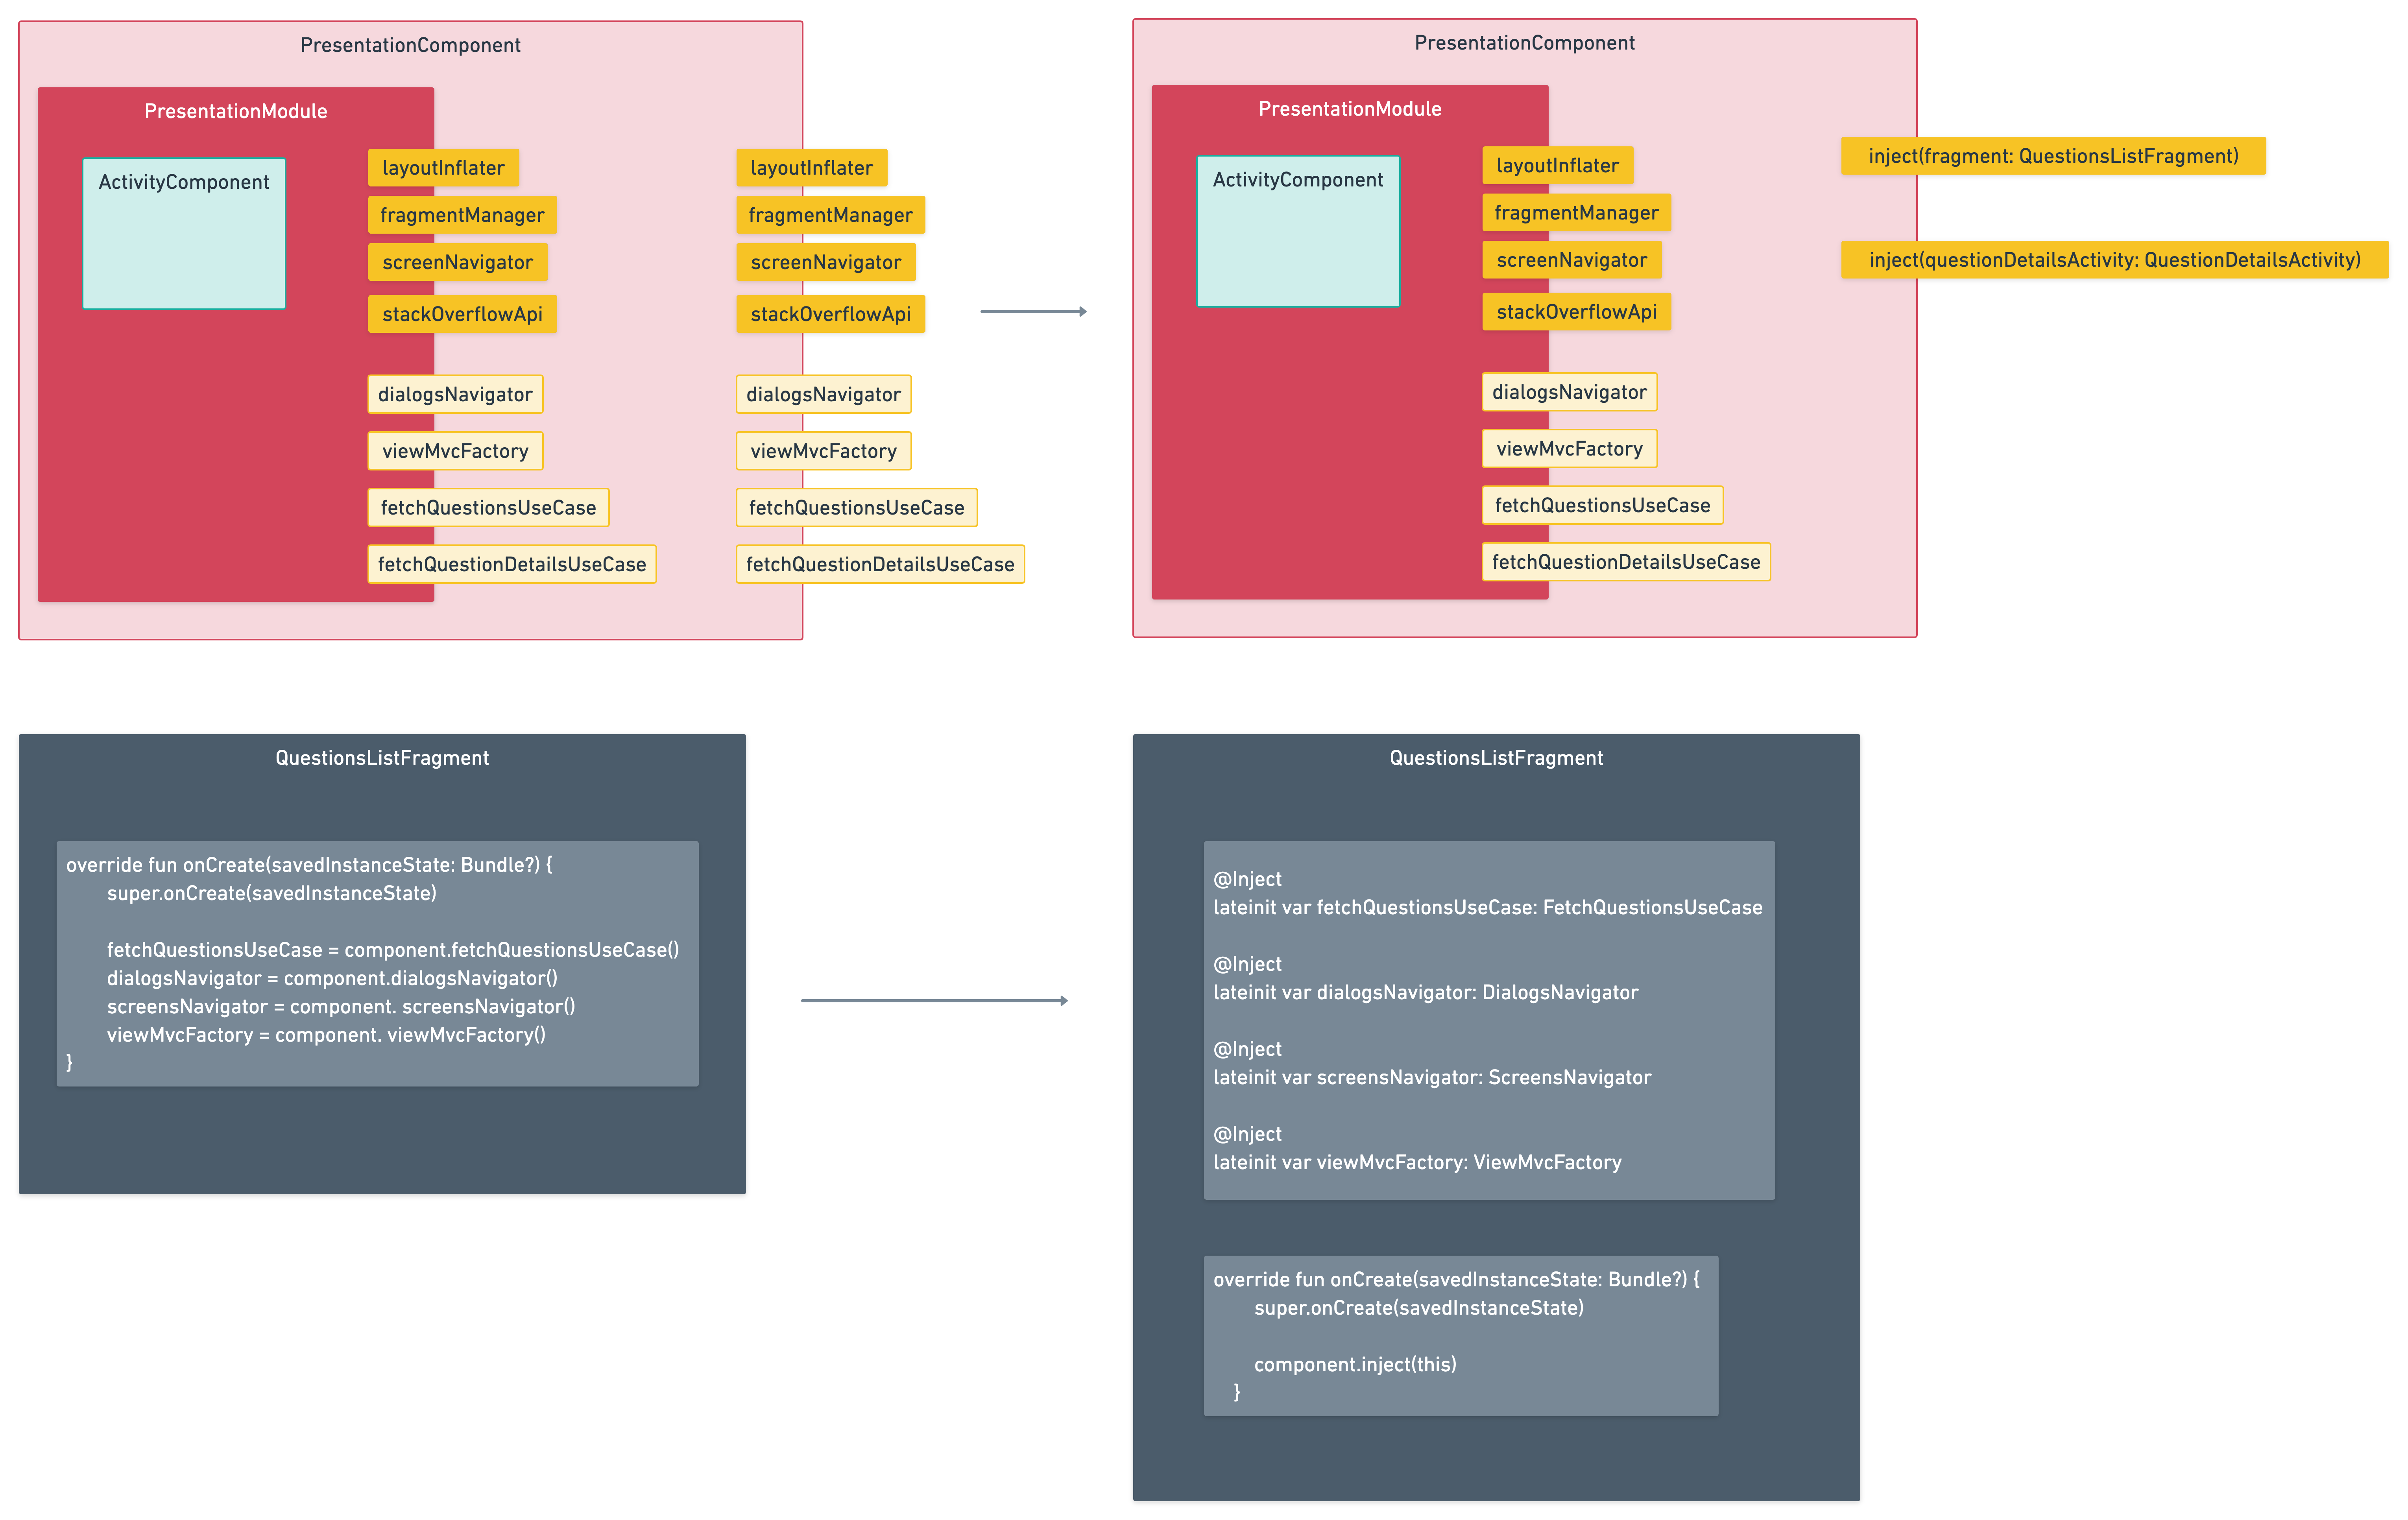 PresentationComponent
PresentationModule
ActivityComponent
layoutInflater
fragmentManager
screenNavigator
stackOverflowApi
dialogsNavigator
viewMvcFactory
fetchQuestionsUseCase
fetchQuestionDetailsUseCase
layoutInflater
fragmentManager
screenNavigator
stackOverflowApi
dialogsNavigator
viewMvcFactory
fetchQuestionsUseCase
fetchQuestionDetailsUseCase
PresentationComponent
PresentationModule
ActivityComponent
layoutInflater
fragmentManager
screenNavigator
stackOverflowApi
dialogsNavigator
viewMvcFactory
fetchQuestionsUseCase
fetchQuestionDetailsUseCase
inject(fragment: QuestionsListFragment)
inject(questionDetailsActivity: QuestionDetailsActivity)
QuestionsListFragment
override fun onCreate(savedInstanceState: Bundle?) {
super.onCreate(savedInstanceState)
fetchQuestionsUseCase = component.fetchQuestionsUseCase()
dialogsNavigator = component.dialogsNavigator()
screensNavigator = component. screensNavigator()
viewMvcFactory = component. viewMvcFactory()
}
QuestionsListFragment
@Inject
lateinit var fetchQuestionsUseCase: FetchQuestionsUseCase
@Inject
lateinit var dialogsNavigator: DialogsNavigator
@Inject
lateinit var screensNavigator: ScreensNavigator
@Inject
lateinit var viewMvcFactory: ViewMvcFactory
override fun onCreate(savedInstanceState: Bundle?) {
super.onCreate(savedInstanceState)
component.inject(this)
}